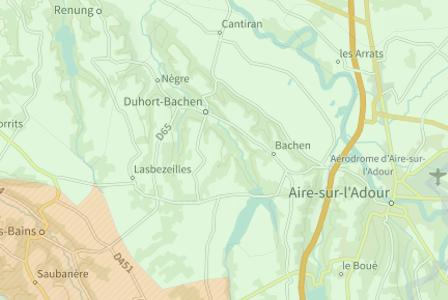 Renung
Cantiran
les Arrats
Nègre
Duhort-Bachen
D65
orrits
Bachen
Aérodrome d'Aire-sur-
l'Adour
Lasbezeilles
Aire-sur-l'Adour
s-Bains
D451
Saubanère
le Boué